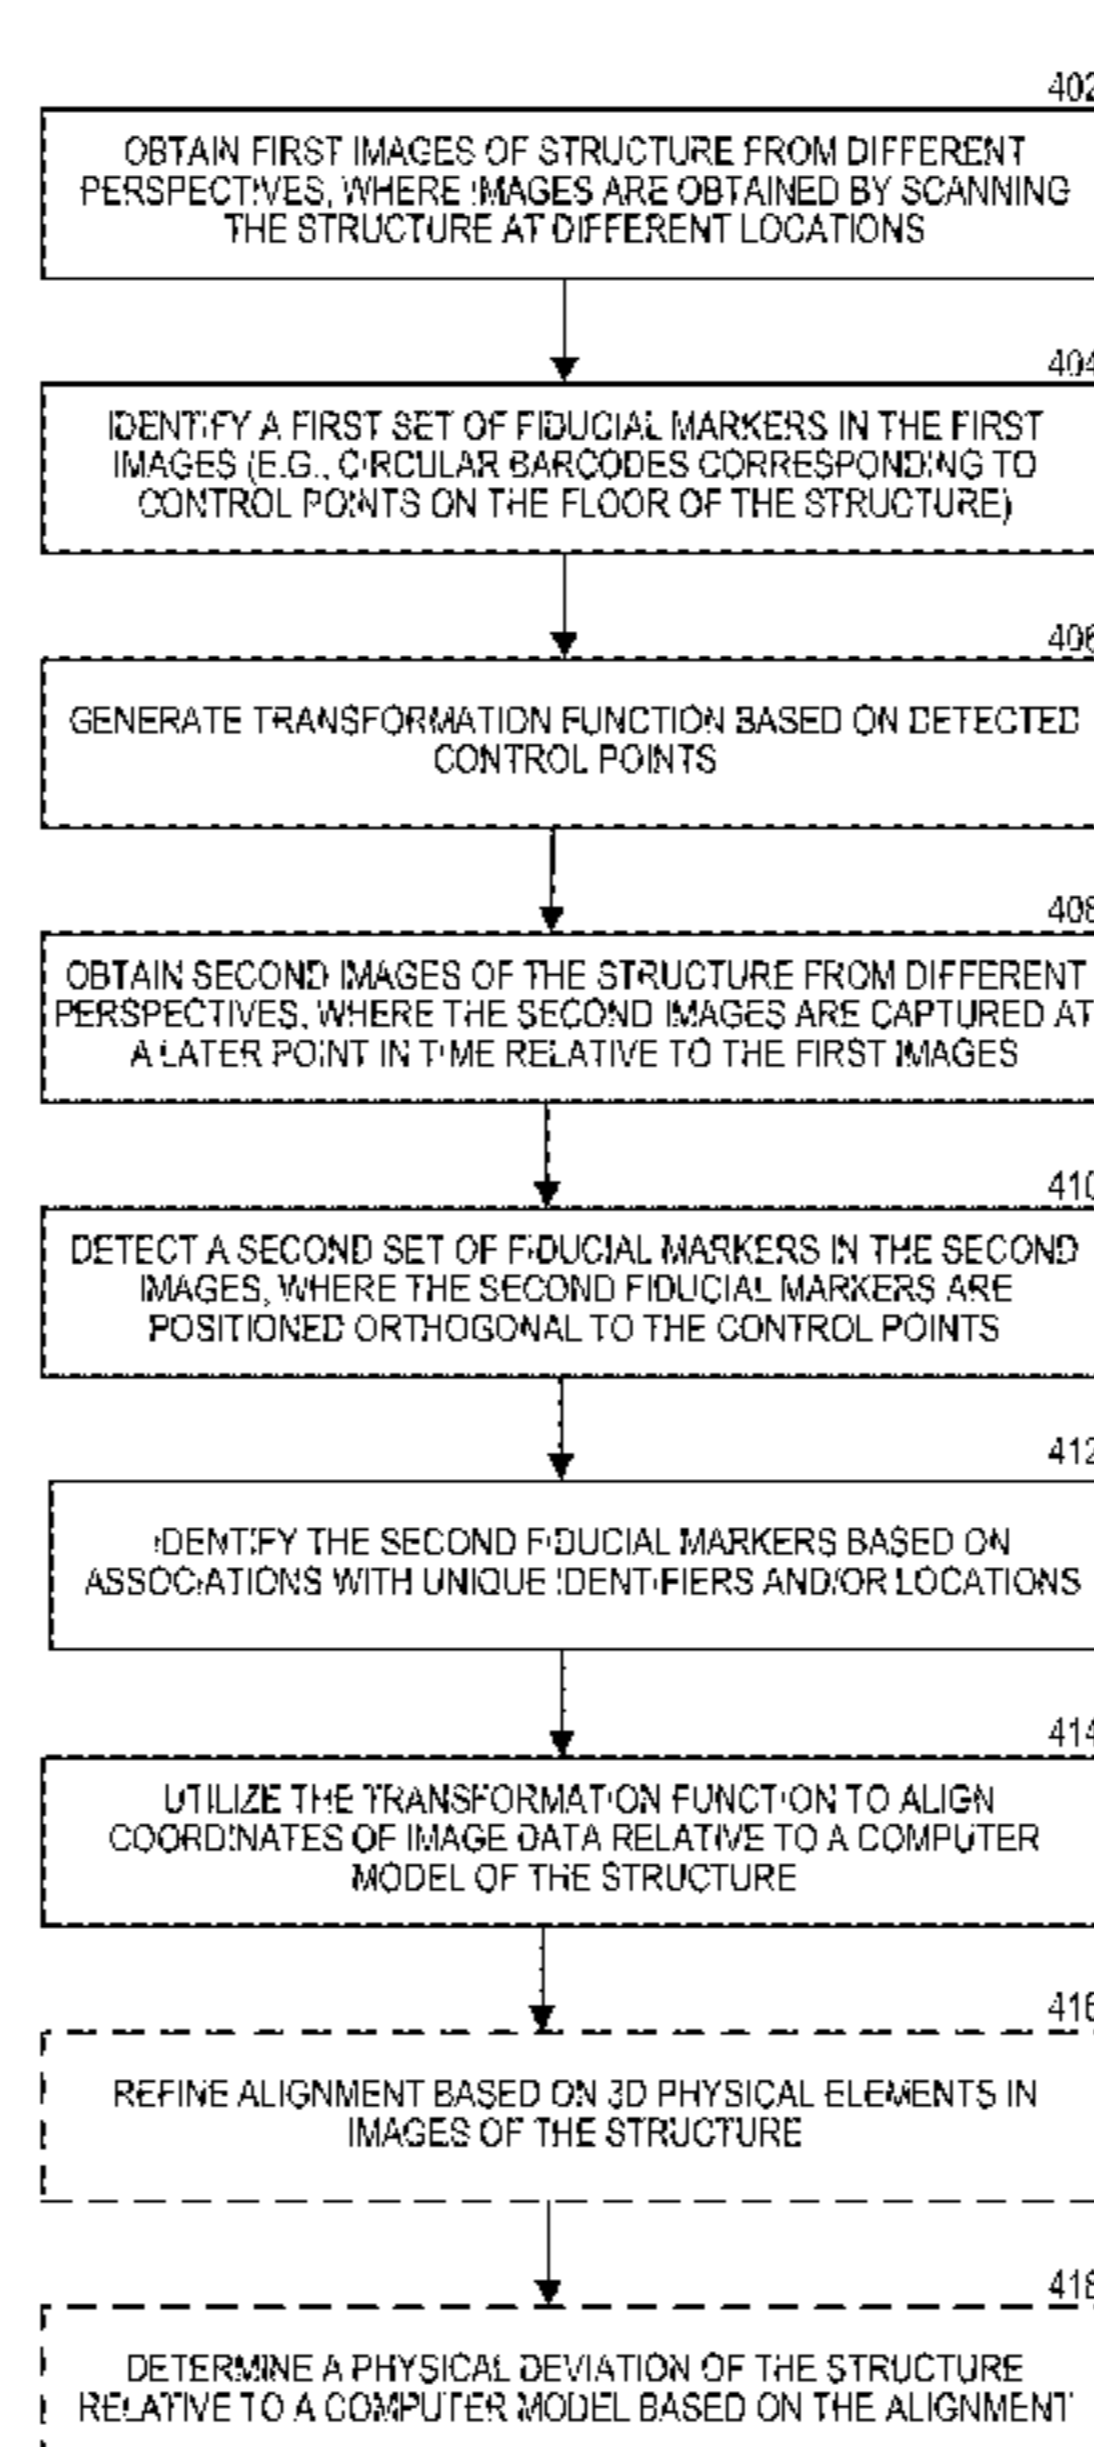 402
OBTAIN FIRST IMAGES OF STRUCTURE FROM DIFFERENT
PERSPECTIVES, WHERE IMAGES ARE OBTAINED BY SCANNING
THE STRUCTURE AT DIFFERENT LOCATIONS
404
IDENTIFY A FIRST SET OF FIDUCIAL MARKERS IN THE FIRST
IMAGES (E.G., CIRCULAR BARCODES CORRESPONDING TO
CONTROL POINTS ON THE FLOOR OF THE STRUCTURE)
406
GENERATE TRANSFORMATION FUNCTION BASED ON DETECTED
CONTROL POINTS
408
OBTAIN SECOND IMAGES OF THE STRUCTURE FROM DIFFERENT
PERSPECTIVES, WHERE THE SECOND IMAGES ARE CAPTURED AT
A LATER POINT IN TIME RELATIVE TO THE FIRST IMAGES
410
DETECT A SECOND SET OF FIDUCIAL MARKERS IN THE SECOND
IMAGES, WHERE THE SECOND FIDUCIAL MARKERS ARE
POSITIONED ORTHOGONAL TO THE CONTROL POINTS
412
IDENTIFY THE SECOND FIDUCIAL MARKERS BASED ON
ASSOCIATIONS WITH UNIQUE IDENTIFIERS AND/OR LOCATIONS
414
UTILIZE THE TRANSFORMATION FUNCTION TO ALIGN
COORDINATES OF IMAGE DATA RELATIVE TO A COMPUTER
MODEL OF THE STRUCTURE
416
REFINE ALIGNMENT BASED ON 3D PHYSICAL ELEMENTS IN
IMAGES OF THE STRUCTURE
418
DETERMINE A PHYSICAL DEVIATION OF THE STRUCTURE
RELATIVE TO A COMPUTER MODEL BASED ON THE ALIGNMENT